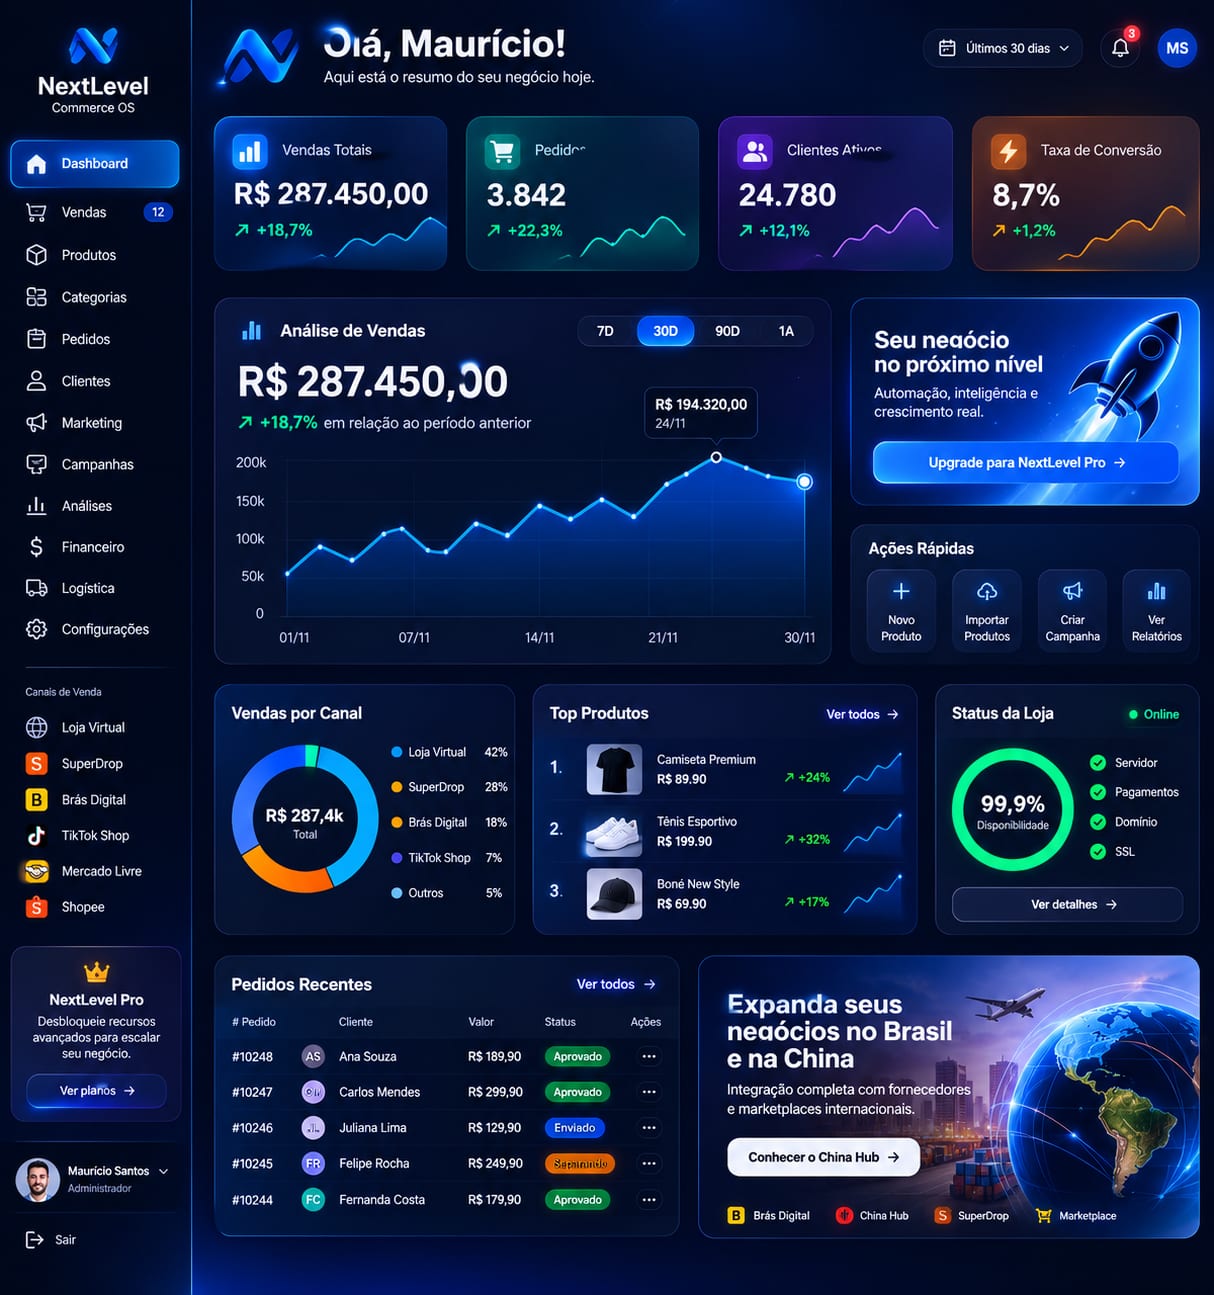 NextLevel
Commerce OS
Dashboard
Vendas 12
Produtos
Categorias
Pedidos
Clientes
Marketing
Campanhas
Análises
Financeiro
Logística
Configurações
Canais de Venda
Loja Virtual
SuperDrop
Brás Digital
TikTok Shop
Mercado Livre
Shopee
NextLevel Pro
Desbloqueie recursos
avançados para escalar
seu negócio.
Ver planos →
Maurício Santos
Administrador
Sair
Olá, Maurício!
Aqui está o resumo do seu negócio hoje.
Últimos 30 dias
3
MS
Vendas Totais
R$ 287.450,00
+18,7%
Pedidos
3.842
+22,3%
Clientes Ativos
24.780
+12,1%
Taxa de Conversão
8,7%
+1,2%
Análise de Vendas
7D 30D 90D 1A
R$ 287.450,00
+18,7% em relação ao período anterior
R$ 194.320,00
24/11
200k
150k
100k
50k
0
01/11 07/11 14/11 21/11 30/11
Seu negócio
no próximo nível
Automação, inteligência e
crescimento real.
Upgrade para NextLevel Pro →
Ações Rápidas
Novo
Produto
Importar
Produtos
Criar
Campanha
Ver
Relatórios
Vendas por Canal
R$ 287,4k
Total
Loja Virtual 42%
SuperDrop 28%
Brás Digital 18%
TikTok Shop 7%
Outros 5%
Top Produtos
Ver todos →
1. Camiseta Premium
R$ 89.90
+24%
2. Tênis Esportivo
R$ 199.90
+32%
3. Boné New Style
R$ 69.90
+17%
Status da Loja
Online
99,9%
Disponibilidade
Servidor
Pagamentos
Domínio
SSL
Ver detalhes →
Pedidos Recentes
Ver todos →
# Pedido Cliente Valor Status Ações
#10248 AS Ana Souza R$ 189,90 Aprovado
#10247 Carlos Mendes R$ 299,90 Aprovado
#10246 JL Juliana Lima R$ 129,90 Enviado
#10245 FR Felipe Rocha R$ 249,90 Separando
#10244 FC Fernanda Costa R$ 179,90 Aprovado
Expanda seus
negócios no Brasil
e na China
Integração completa com fornecedores
e marketplaces internacionais.
Conhecer o China Hub →
B Brás Digital
China Hub
S SuperDrop
Marketplace